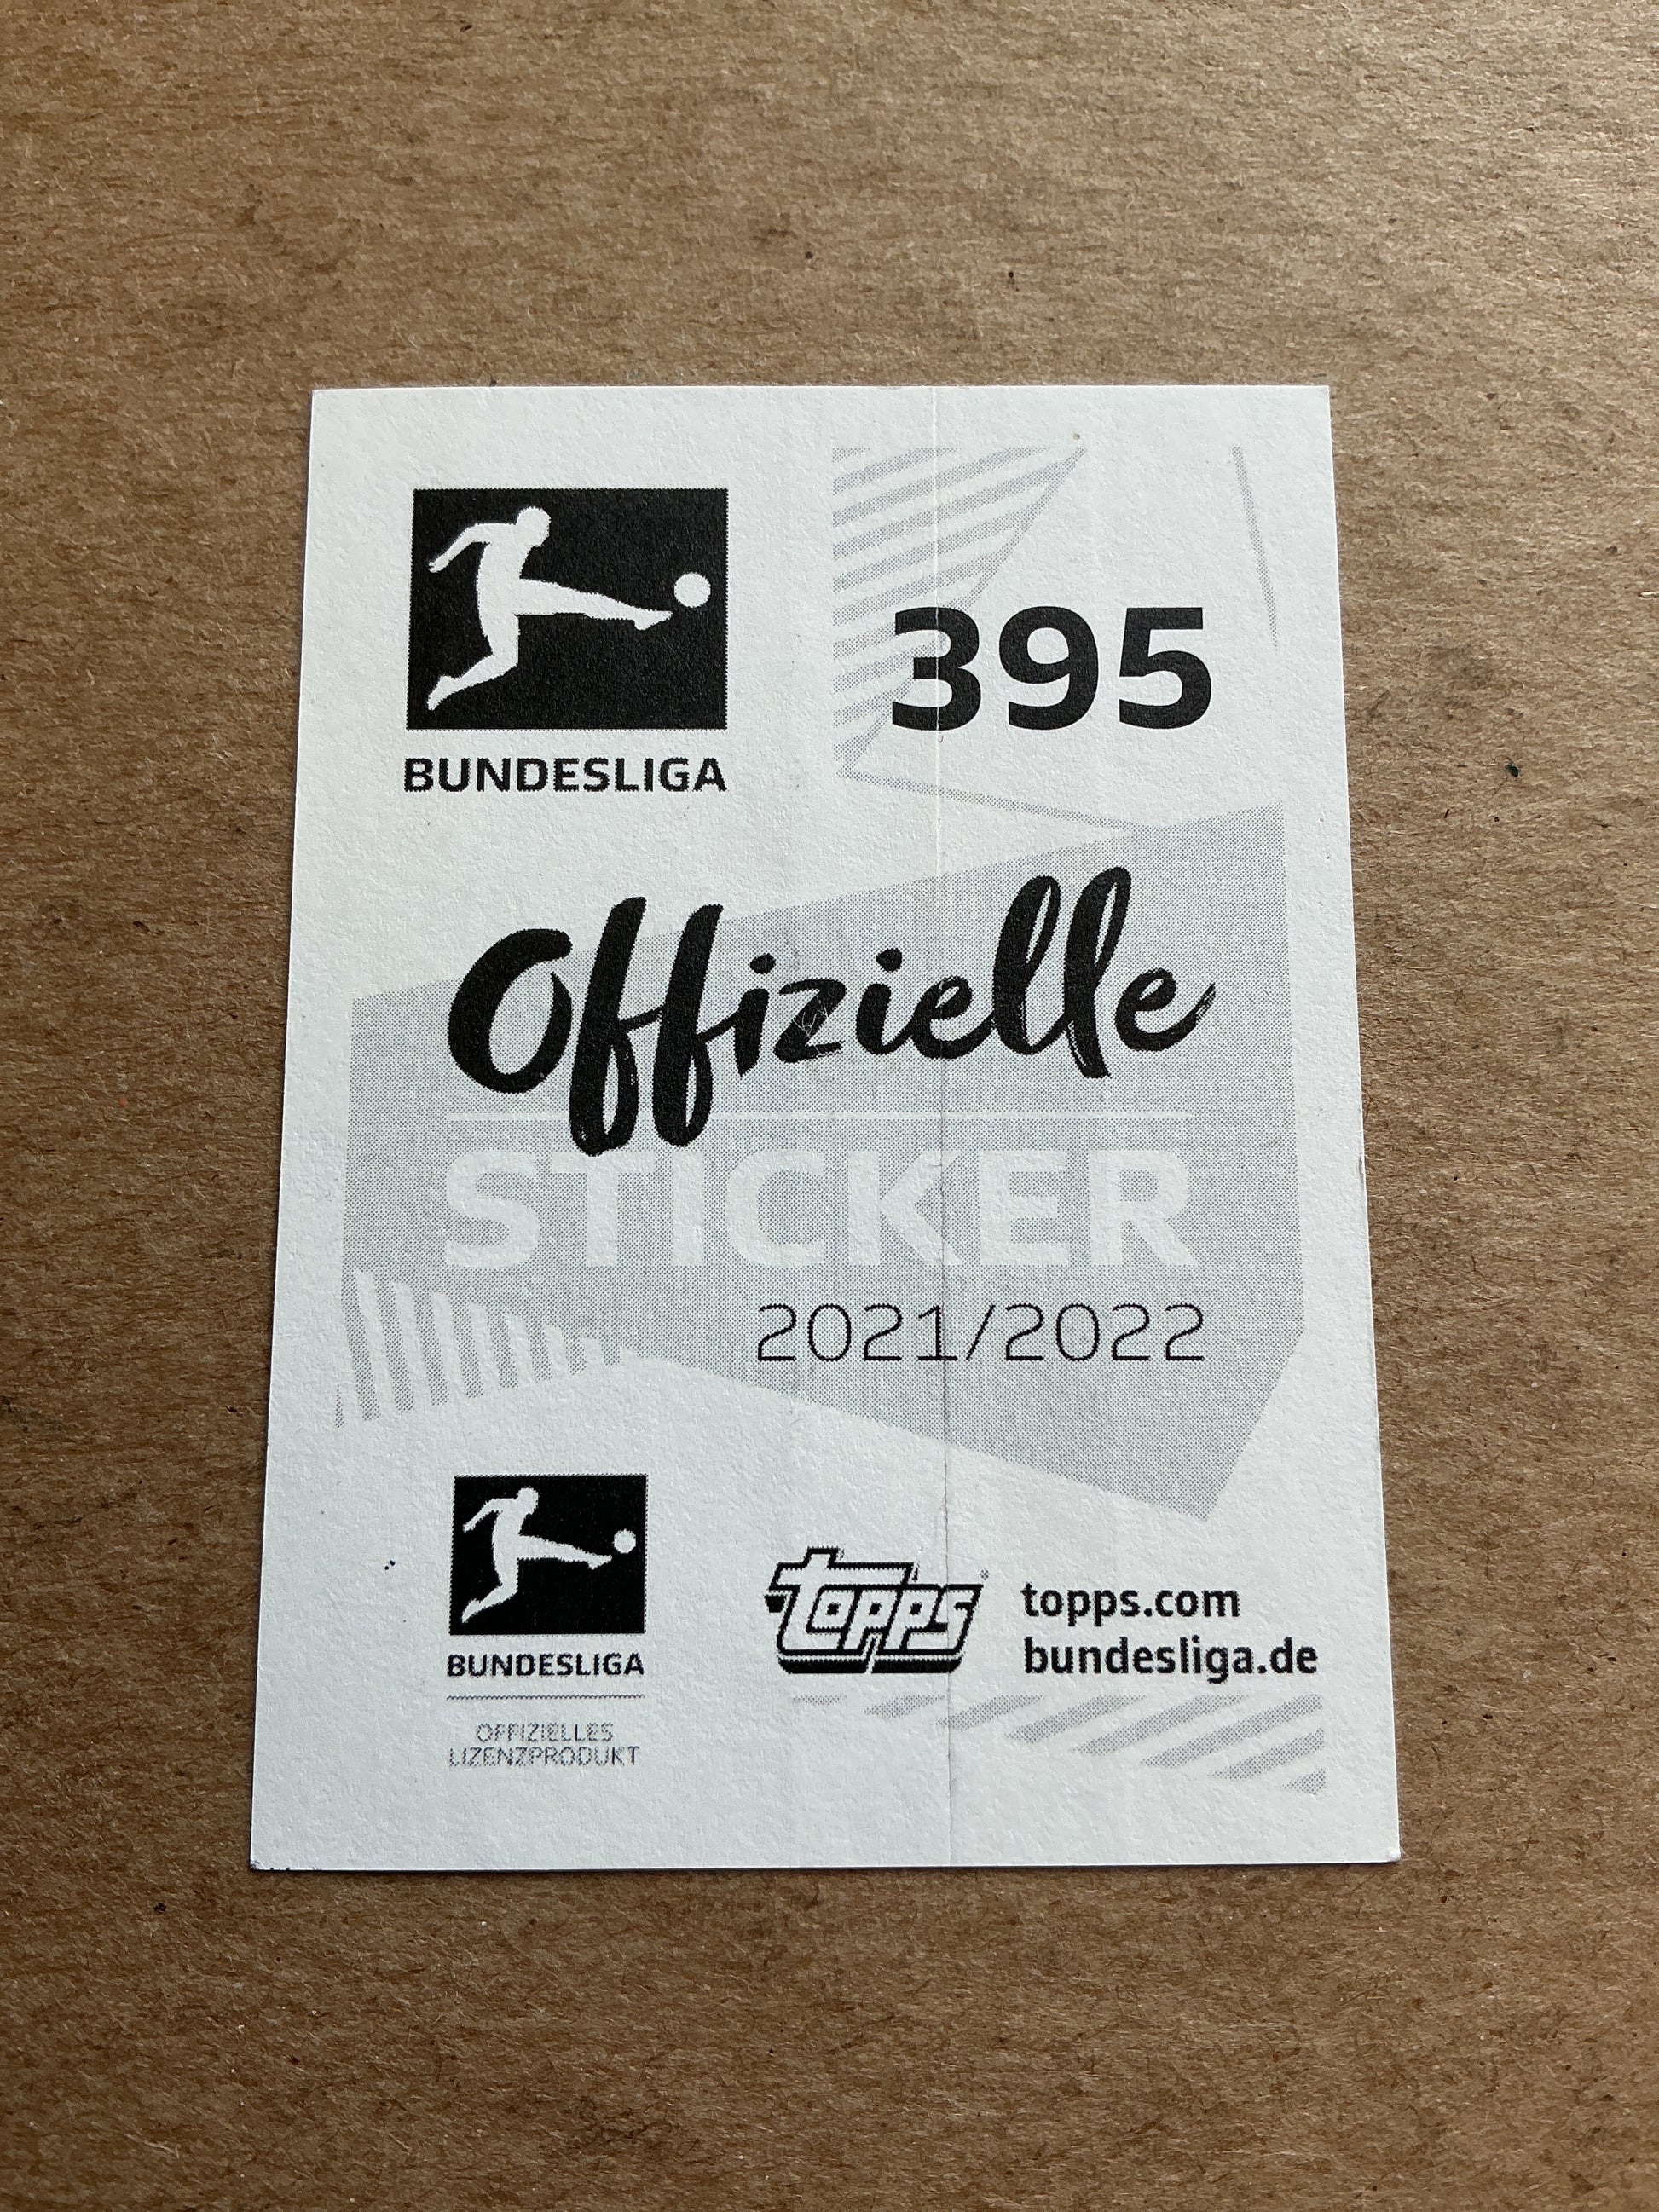 395
BUNDESLIGA
Offizielle
STICKER
2021/2022
BUNDESLIGA
OFFIZIELLES
LIZENZPRODUKT
topps
topps.com
bundesliga.de